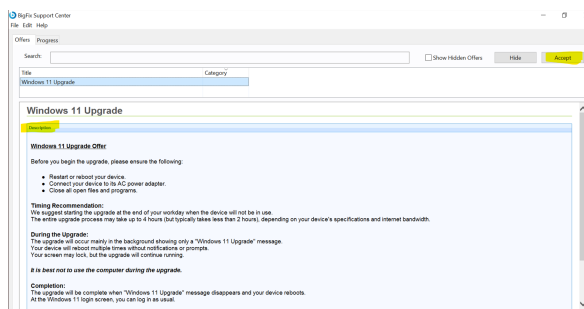 BigFix Support Center
File Edit Help
Offers Progress
Search:
Show Hidden Offers
Hide
Accept
Title Category
Windows 11 Upgrade
Windows 11 Upgrade
Description
Windows 11 Upgrade Offer
Before you begin the upgrade, please ensure the following:
Restart or reboot your device.
Connect your device to its AC power adapter.
Close all open files and programs.
Timing Recommendation:
We suggest starting the upgrade at the end of your workday when the device will not be in use.
The entire upgrade process may take up to 4 hours (but typically takes less than 2 hours), depending on your device's specifications and internet bandwidth.
During the Upgrade:
The upgrade will occur mainly in the background showing only a "Windows 11 Upgrade" message.
Your device will reboot multiple times without notifications or prompts.
Your screen may lock, but the upgrade will continue running.
It is best not to use the computer during the upgrade.
Completion:
The upgrade will be complete when "Windows 11 Upgrade" message disappears and your device reboots.
At the Windows 11 login screen, you can log in as usual.